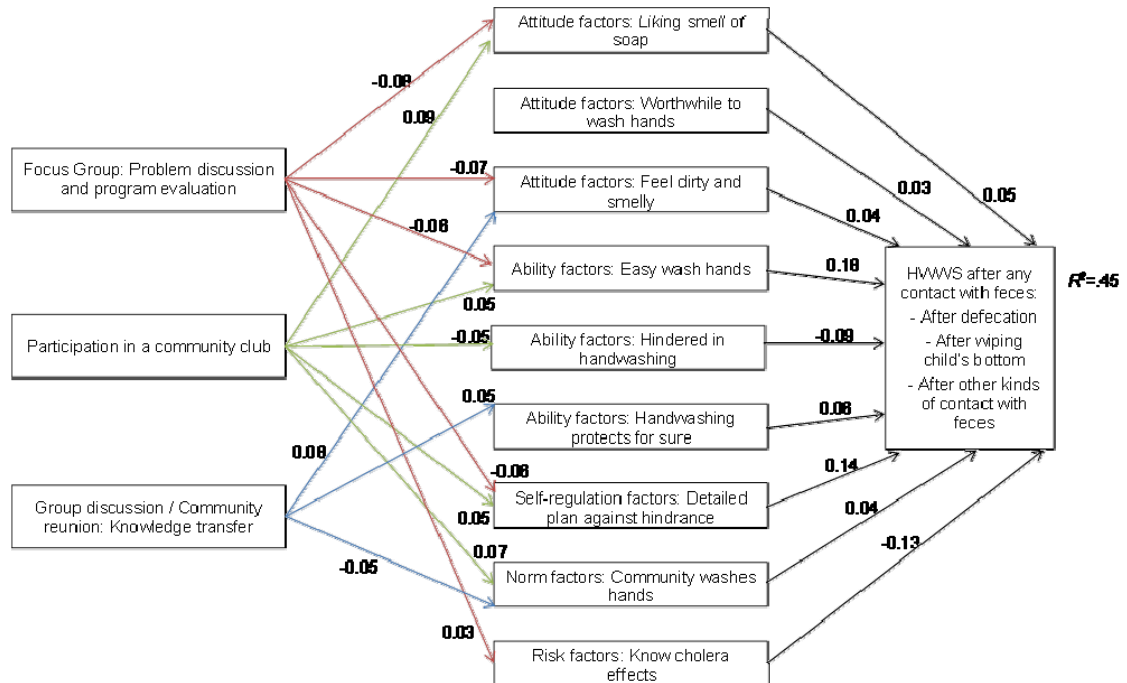 Attitude factors: Liking smell of
soap
-0.08
0.09
Attitude factors: Worthwhile to
wash hands
Focus Group: Problem discussion
and program evaluation
-0.07
Attitude factors: Feel dirty and
smelly
0.03
0.05
0.04
-0.06
Ability factors: Easy wash hands
0.18
0.05
HWWS after any
contact with feces:
- After defecation
- After wiping
child's bottom
- After other kinds
of contact with
feces
R²=.45
Participation in a community club
-0.05
Ability factors: Hindered in
handwashing
-0.09
0.05
Ability factors: Handwashing
protects for sure
0.06
0.08
-0.06
0.14
Group discussion / Community
reunion: Knowledge transfer
Self-regulation factors: Detailed
plan against hindrance
0.05
0.04
0.07
-0.13
-0.05
Norm factors: Community washes
hands
0.03
Risk factors: Know cholera
effects